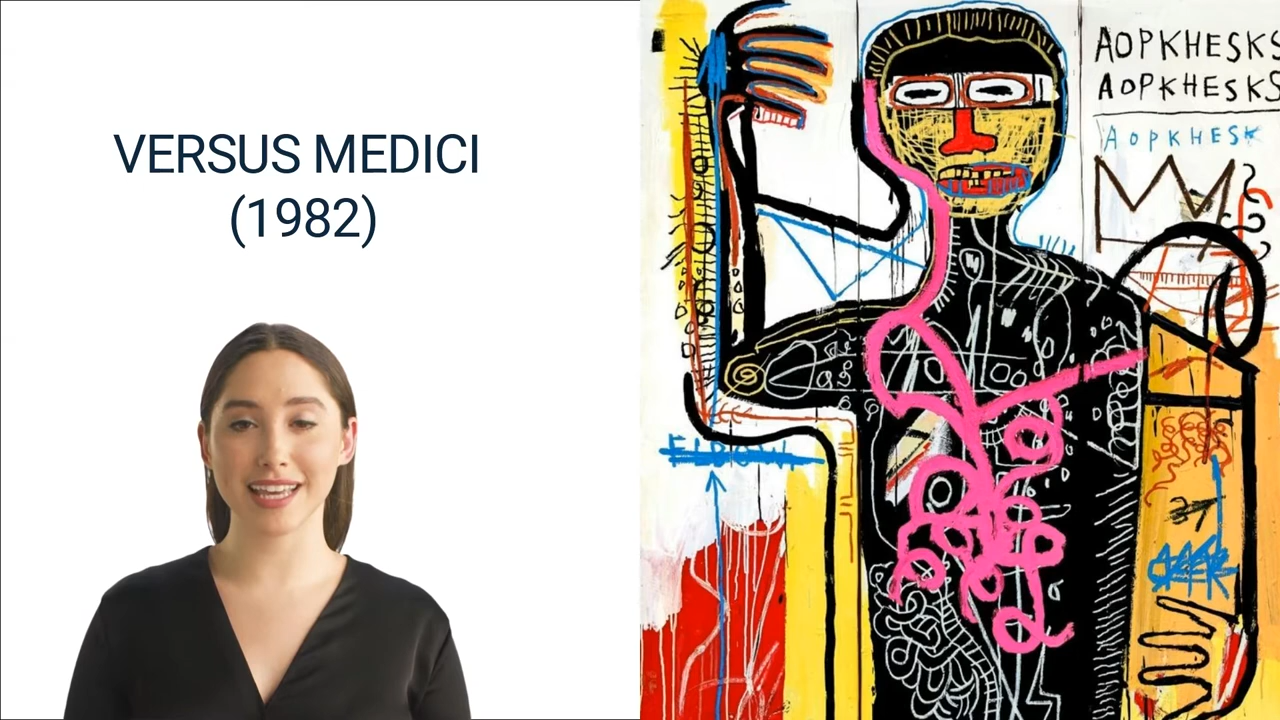 VERSUS MEDICI
(1982)
AOPKHESKS
AOPKHESKS
AOPKHESK
ELBOW